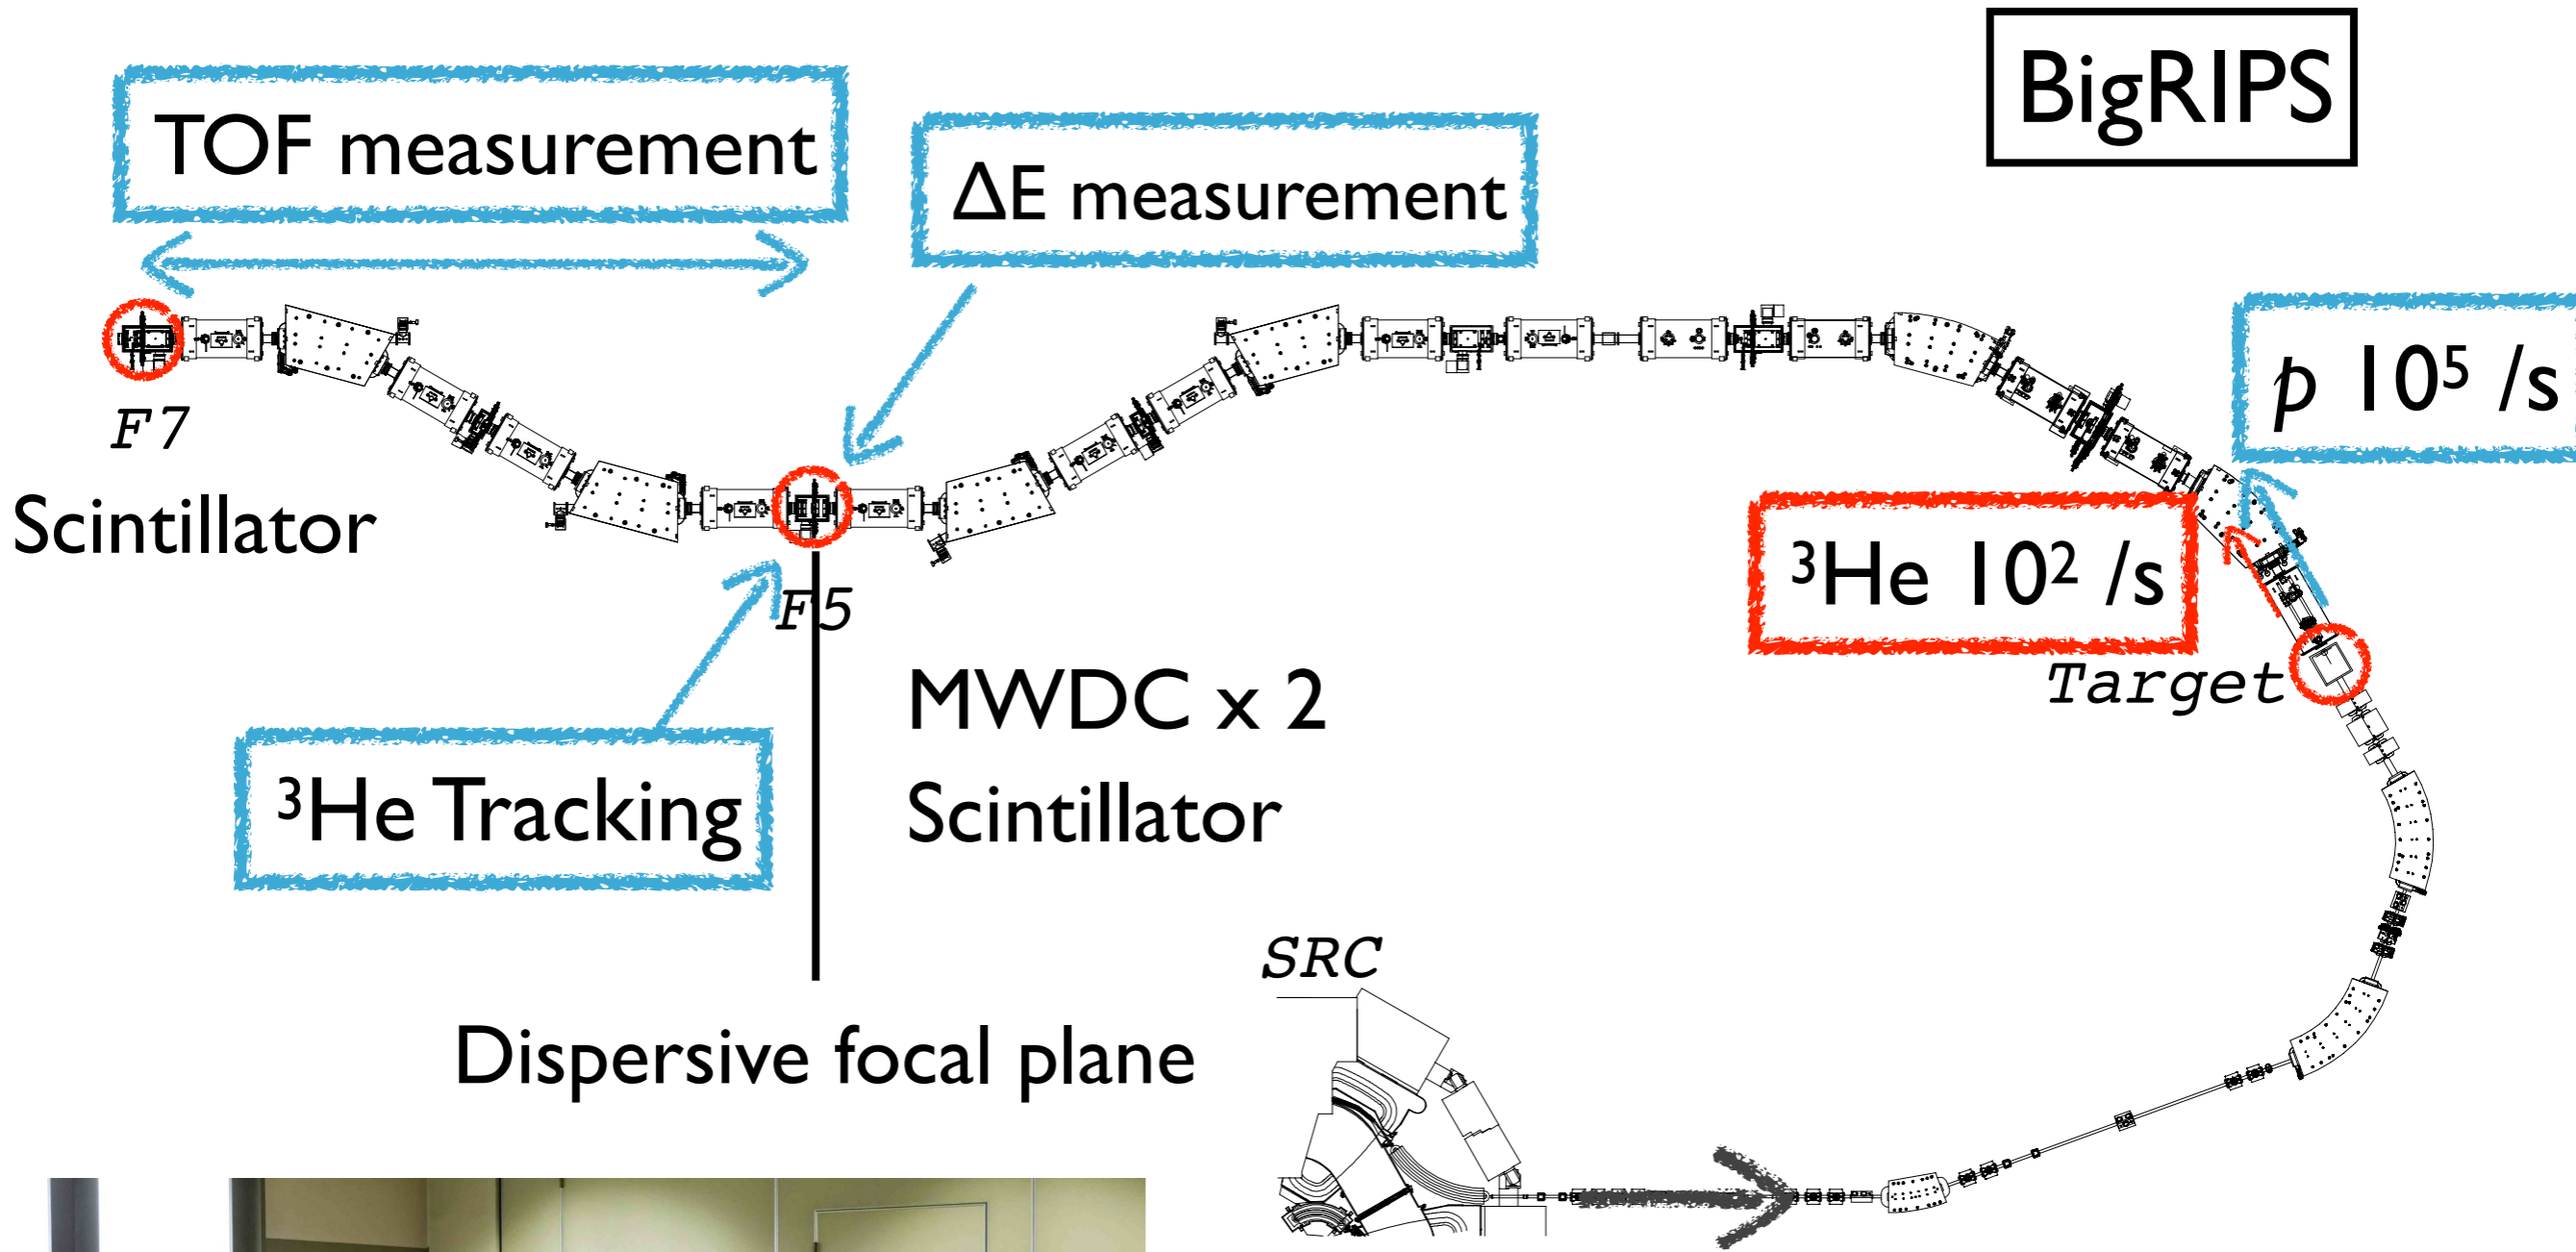 BigRIPS
TOF measurement
ΔE measurement
p 10⁵ /s
F7
Scintillator
³He 10² /s
F5
Target
MWDC x 2
³He Tracking
Scintillator
SRC
Dispersive focal plane